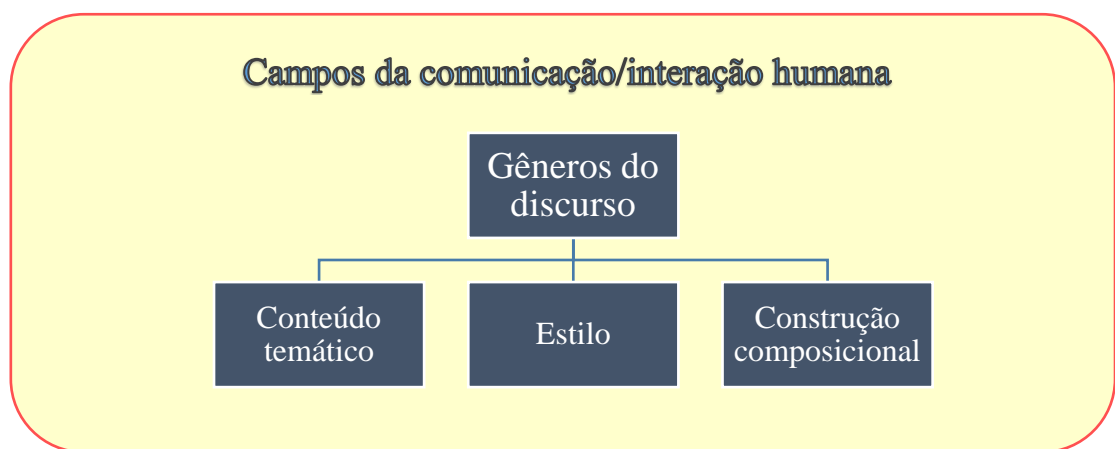 Campos da comunicação/interação humana
Gêneros do
discurso
Conteúdo
temático
Estilo
Construção
composicional